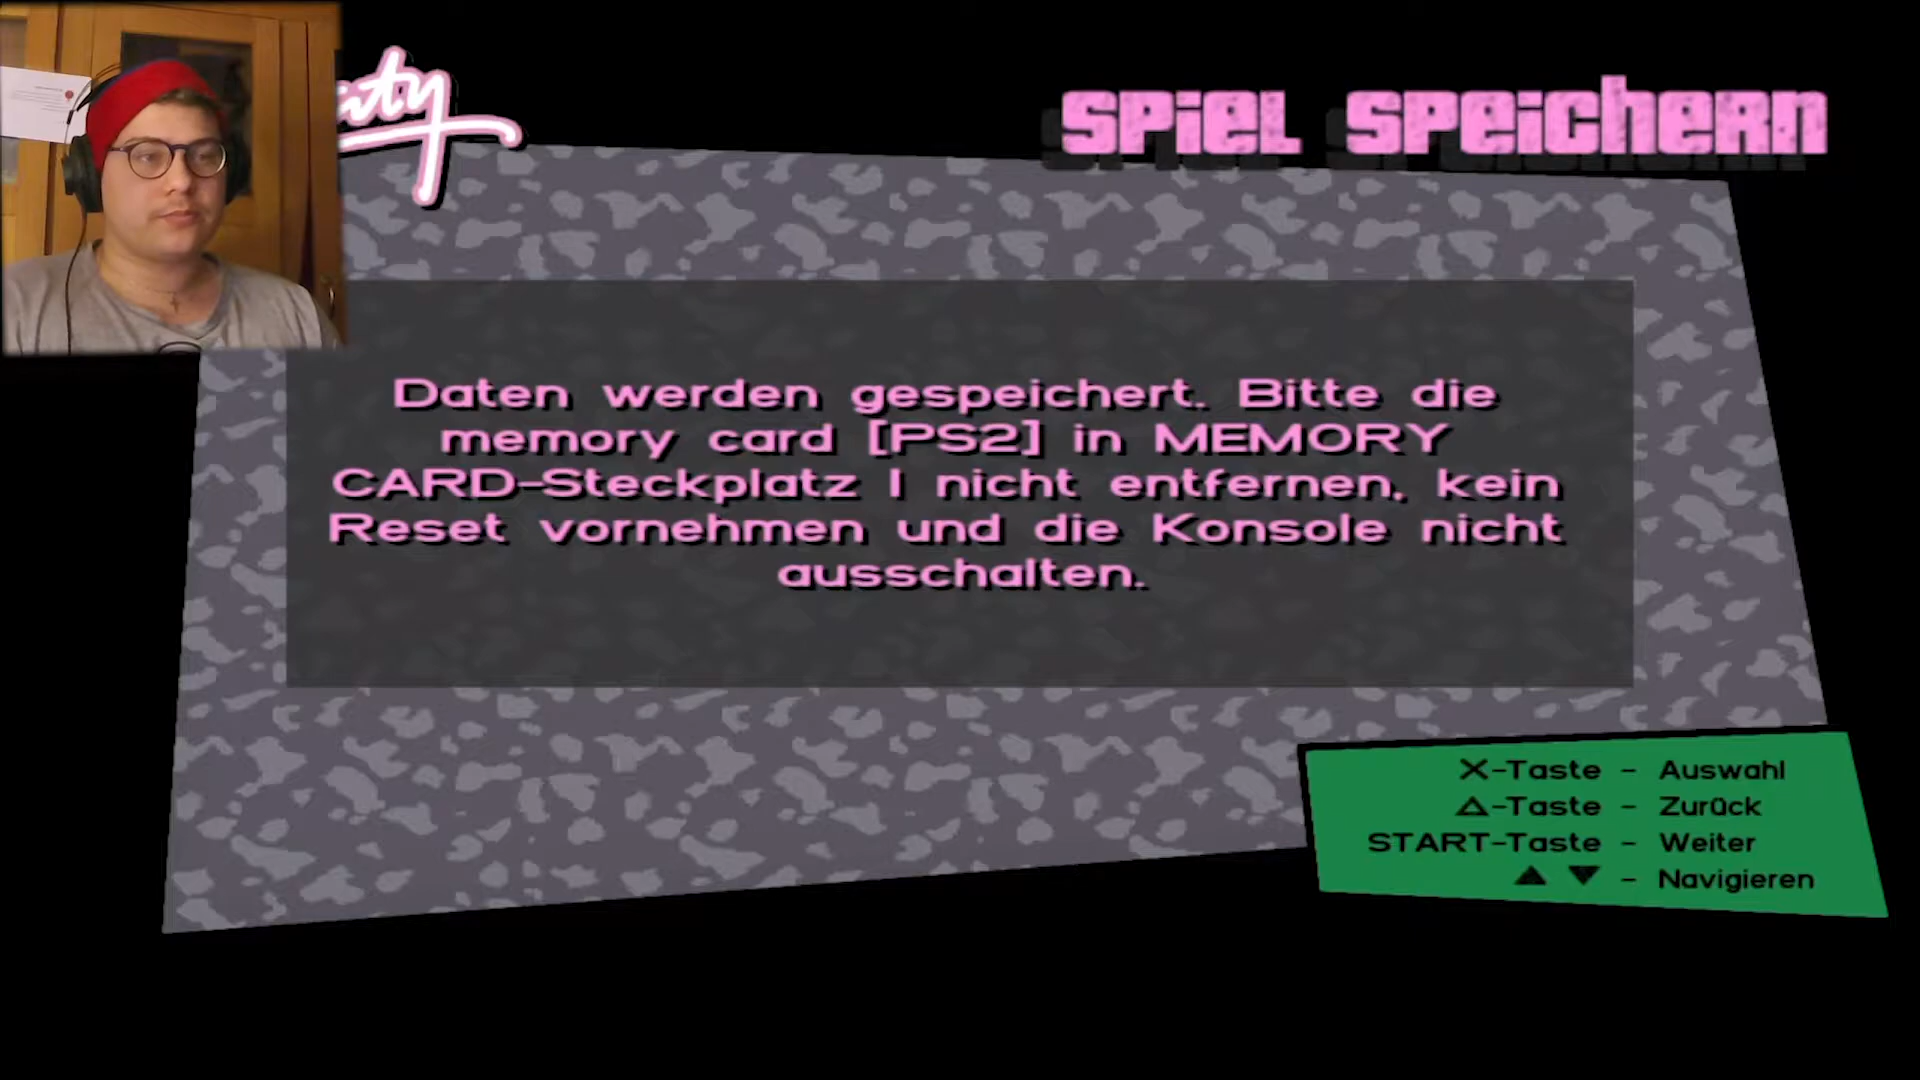 city
SPIEL SPEICHERN
Daten werden gespeichert. Bitte die
memory card [PS2] in MEMORY
CARD-Steckplatz 1 nicht entfernen, kein
Reset vornehmen und die Konsole nicht
ausschalten.
X-Taste - Auswahl
△-Taste - Zurück
START-Taste - Weiter
▲ ▼ - Navigieren